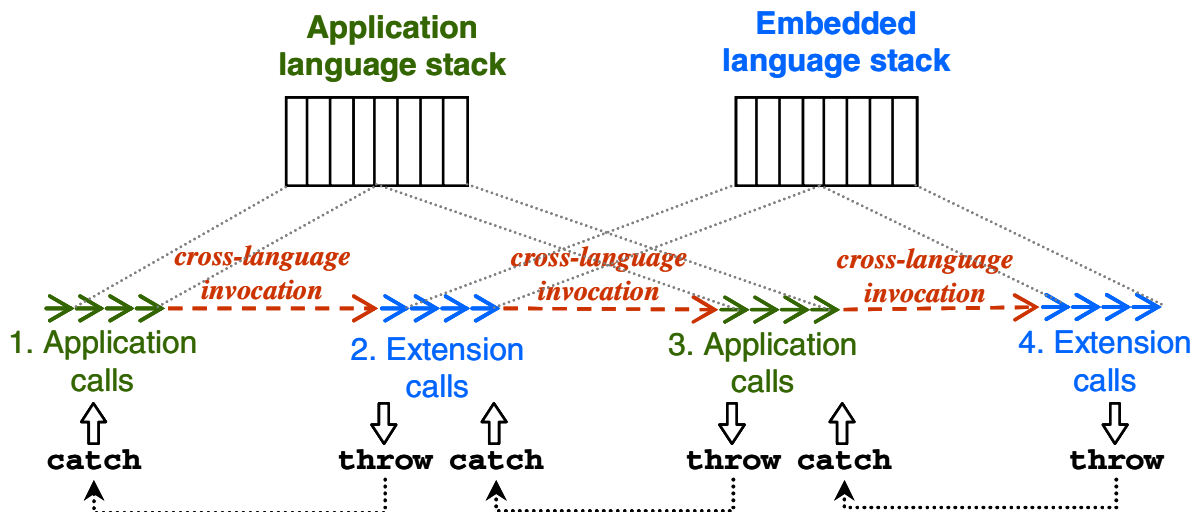 Application
language stack
Embedded
language stack
cross-language
invocation
cross-language
invocation
cross-language
invocation
1. Application
calls
2. Extension
calls
3. Application
calls
4. Extension
calls
catch
throw
catch
throw
catch
throw